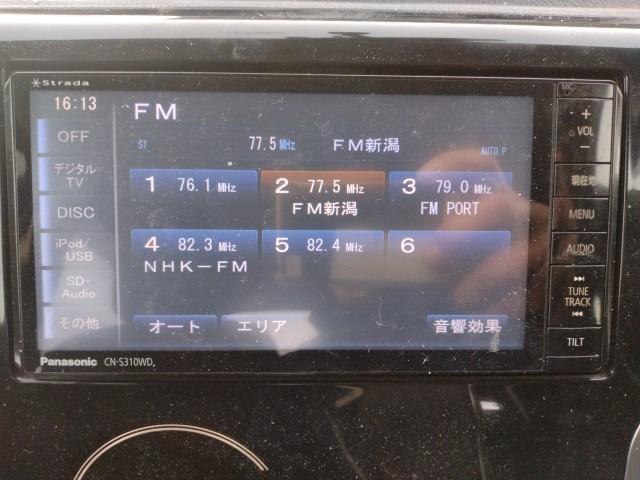 Strada
16:13
FM
OFF
ST 77.5 MHz FM新潟 AUTO.P
デジタル
TV
1 76.1 MHz
2 77.5 MHz
FM新潟
3 79.0 MHz
FM PORT
DISC
4 82.3 MHz
NHK-FM
5 82.4 MHz
6
iPod/
USB
SD-
Audio
その他
オート
エリア
音響効果
MIC
+
VOL
-
現在地
MENU
AUDIO
TUNE
TRACK
TILT
Panasonic CN-S310WD